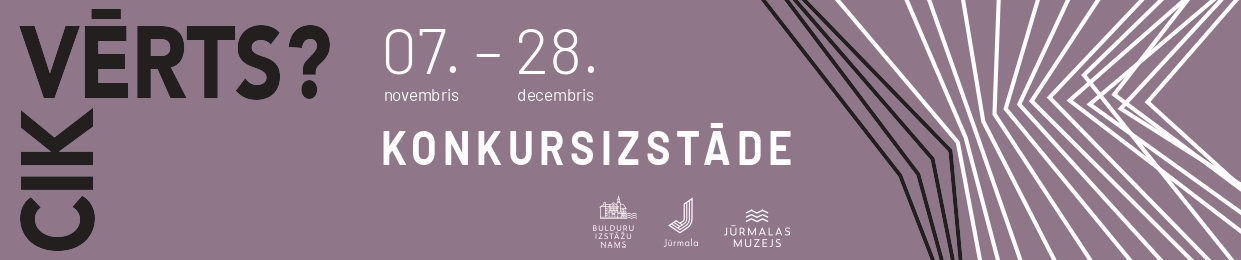 CIK
VĒRTS?
07. – 28.
novembris decembris
KONKURSIZSTĀDE
BULDURU
IZSTĀŽU
NAMS
Jūrmala
JŪRMALAS
MUZEJS